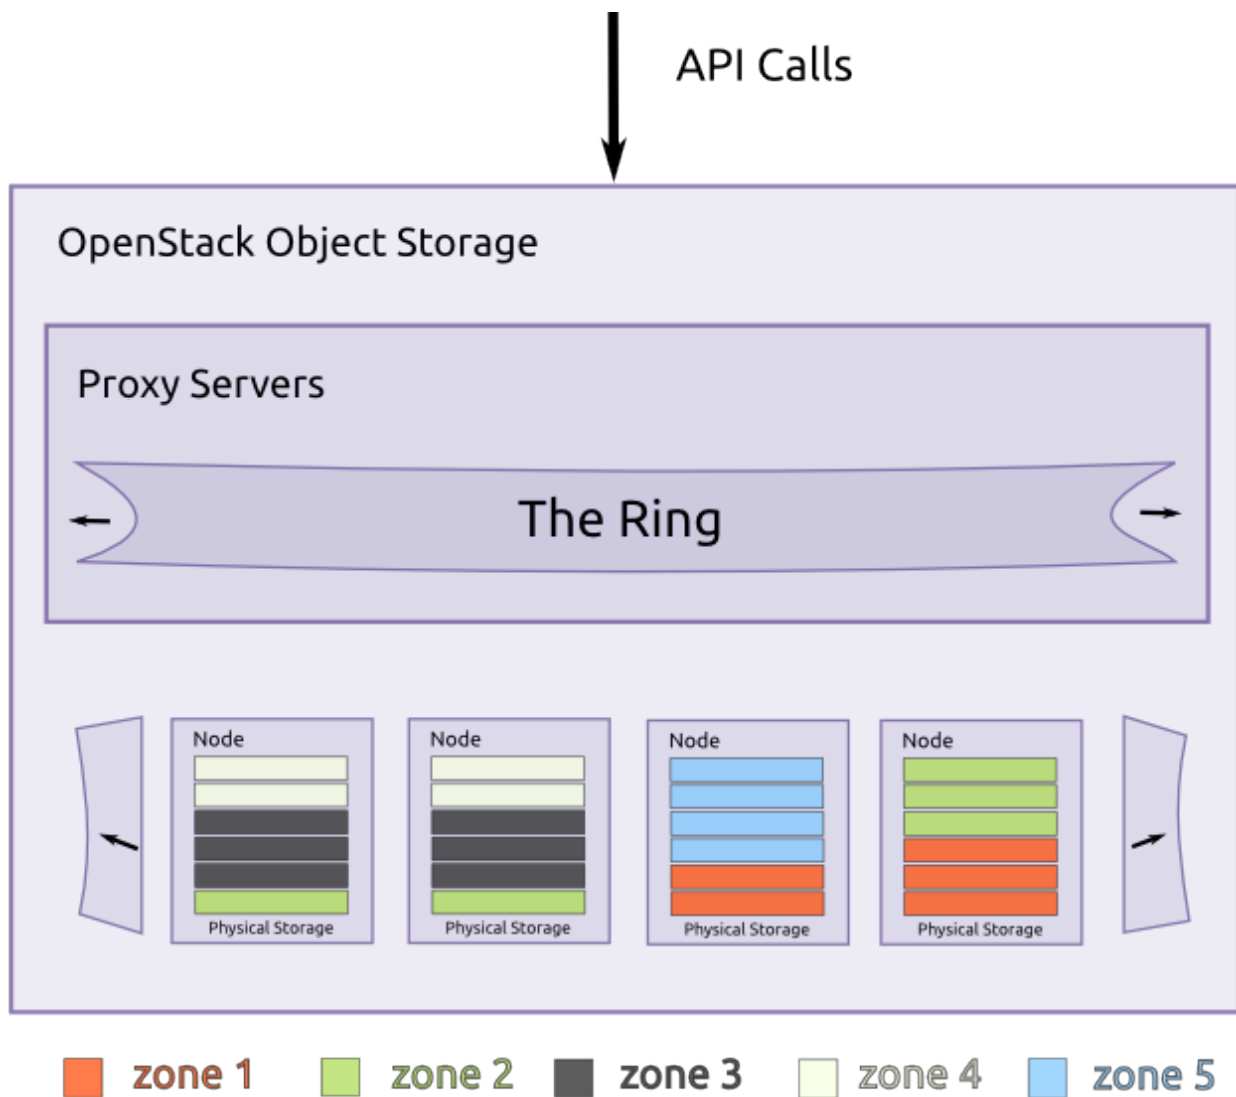 API Calls
OpenStack Object Storage
Proxy Servers
The Ring
Node
Node
Node
Node
Physical Storage
Physical Storage
Physical Storage
Physical Storage
zone 1
zone 2
zone 3
zone 4
zone 5